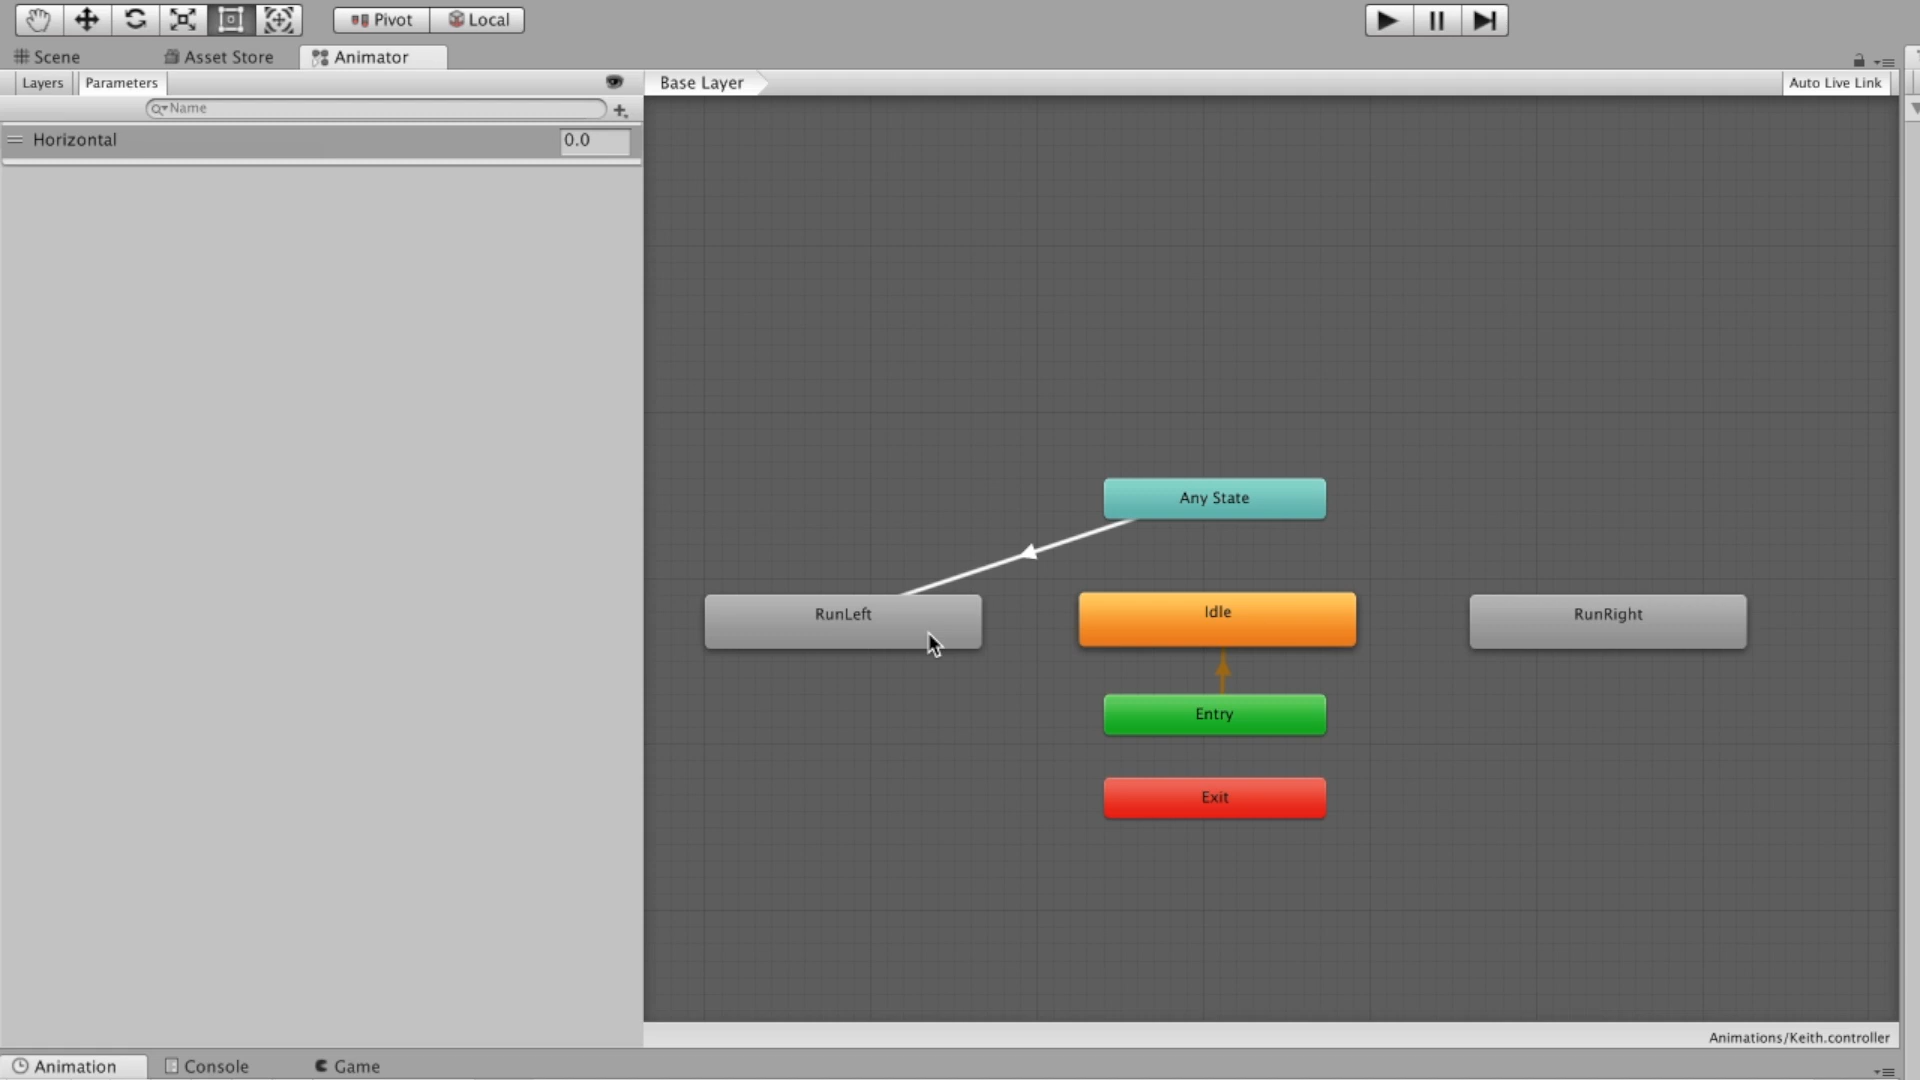 Pivot Local
Scene Asset Store Animator
Layers Parameters Base Layer Auto Live Link
Name
Horizontal 0.0
Any State
RunLeft Idle RunRight
Entry
Exit
Animations/Keith.controller
Animation Console Game